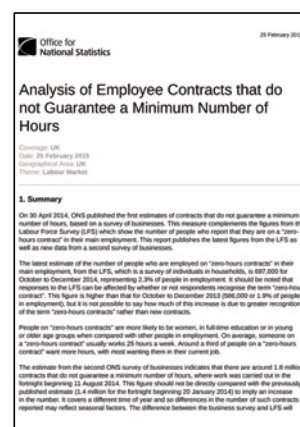 Office for
National Statistics
25 February 201
Analysis of Employee Contracts that do
not Guarantee a Minimum Number of
Hours
Coverage: UK
Date: 25 February 2015
Geographical Area: UK
Theme: Labour Market
1. Summary
On 30 April 2014, ONS published the first estimates of contracts that do not guarantee a minimum
number of hours, based on a survey of businesses. This measure complements the figures from th
Labour Force Survey (LFS) which show the number of people who report that they are on a "zero-
hours contract" in their main employment. This report publishes the latest figures from the LFS as
well as new data from a second survey of businesses.
The latest estimate of the number of people who are employed on "zero-hours contracts" in their
main employment, from the LFS, which is a survey of individuals in households, is 697,000 for
October to December 2014, representing 2.3% of people in employment. It should be noted that
responses to the LFS can be affected by whether or not respondents recognise the term "zero-hou
contract". This figure is higher than that for October to December 2013 (586,000 or 1.9% of people
in employment), but it is not possible to say how much of this increase is due to greater recognition
of the term "zero-hours contracts" rather than new contracts.
People on "zero-hours contracts" are more likely to be women, in full-time education or in young
or older age groups when compared with other people in employment. On average, someone on
a "zero-hours contract" usually works 25 hours a week. Around a third of people on a "zero-hours
contract" want more hours, with most wanting them in their current job.
The estimate from the second ONS survey of businesses indicates that there are around 1.8 millio
contracts that do not guarantee a minimum number of hours, where work was carried out in the
fortnight beginning 11 August 2014. This figure should not be directly compared with the previously
published estimate (1.4 million for the fortnight beginning 20 January 2014) to imply an increase
in the number. It covers a different time of year and so differences in the number of such contracts
reported may reflect seasonal factors. The difference between the business survey and LFS will